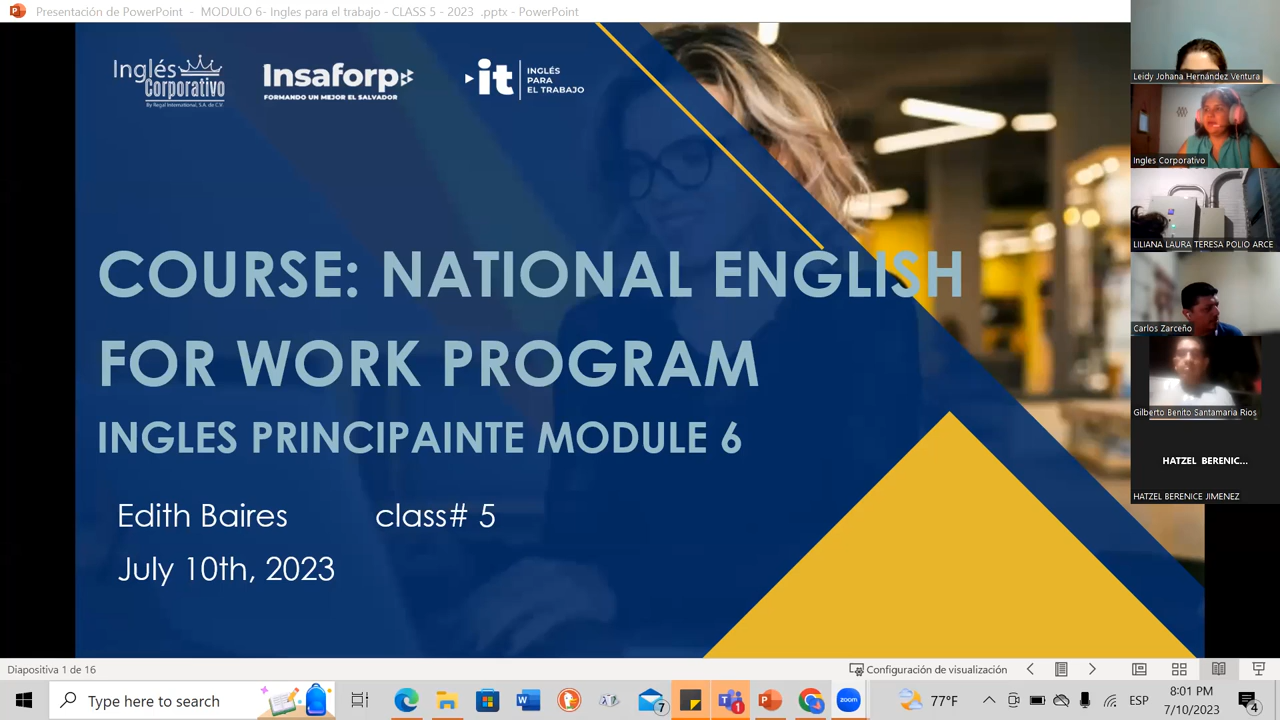 Presentación de PowerPoint - MODULO 6- Ingles para el trabajo - CLASS 5 - 2023 .pptx - PowerPoint
Inglés
Corporativo
By Regal International, S.A. de C.V.
Insaforp
FORMANDO UN MEJOR EL SALVADOR
it
INGLÉS
PARA
EL TRABAJO
COURSE: NATIONAL ENGLISH
FOR WORK PROGRAM
INGLES PRINCIPAINTE MODULE 6
Edith Baires class# 5
July 10th, 2023
Leidy Johana Hernández Ventura
Ingles Corporativo
LILIANA LAURA TERESA POLIO ARCE
Carlos Zarceño
Gilberto Benito Santamaria Rios
HATZEL BERENIC...
HATZEL BERENICE JIMENEZ
Diapositiva 1 de 16
Configuración de visualización
Type here to search
7
1
zoom
77°F
ESP
8:01 PM
7/10/2023
4